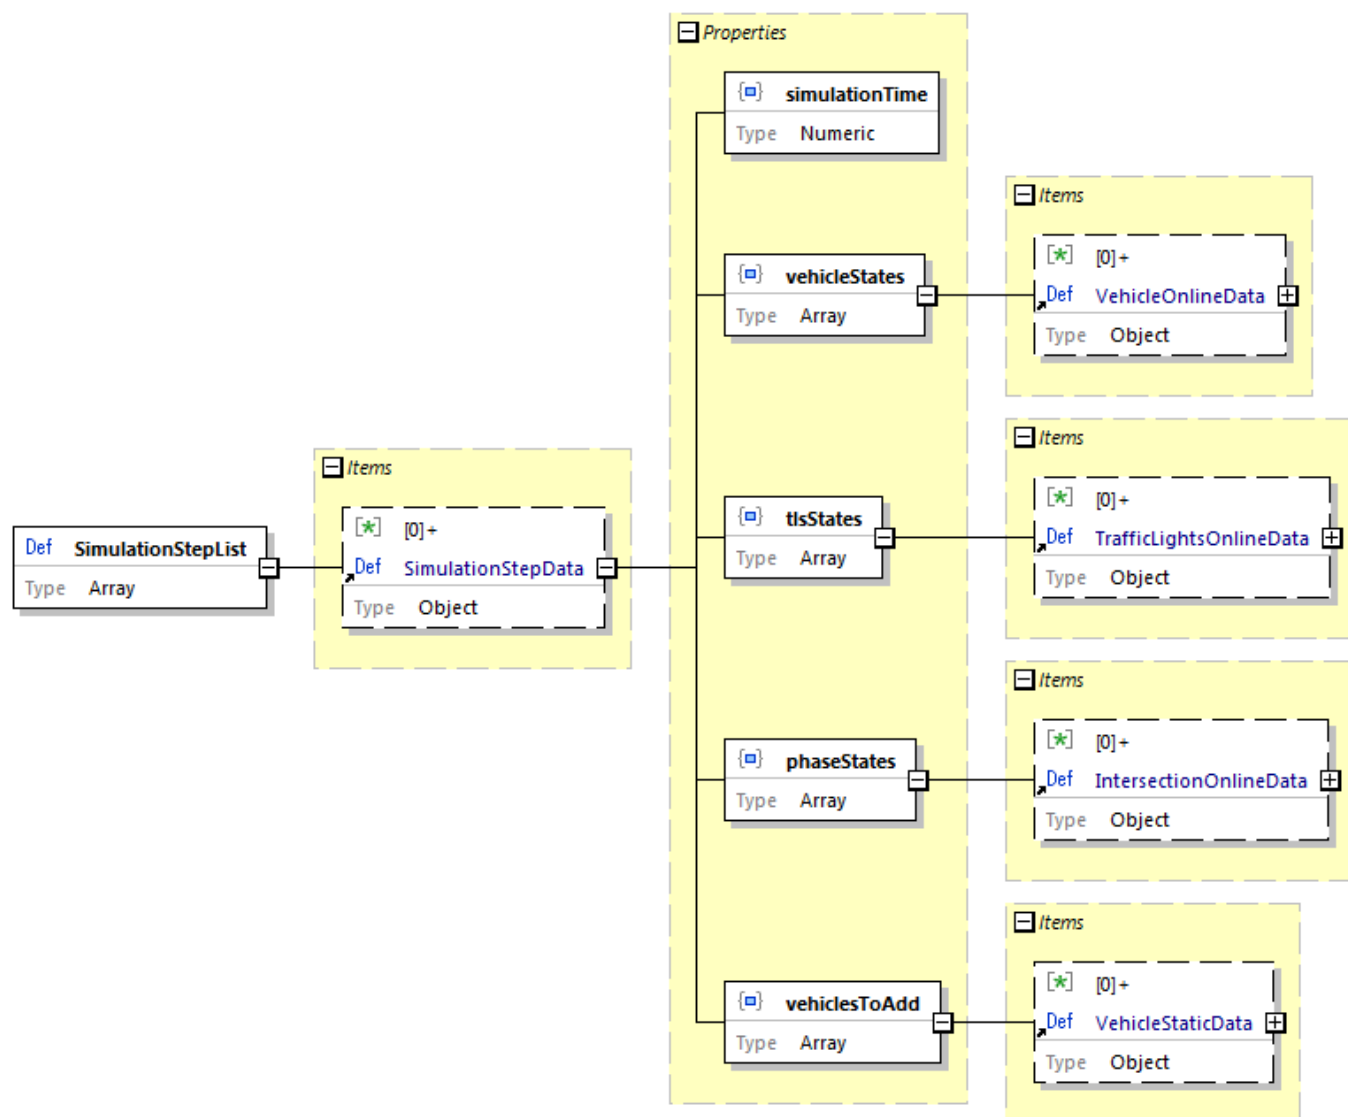 Properties
simulationTime
Type Numeric
Items
[*] [0]+
vehicleStates
Def VehicleOnlineData
Type Array
Type Object
Items
Items
[*] [0]+
tlsStates
[*] [0]+
Def SimulationStepList
Def SimulationStepData
Def TrafficLightsOnlineData
Type Array
Type Array
Type Object
Type Object
Items
[*] [0]+
phaseStates
Def IntersectionOnlineData
Type Array
Type Object
Items
[*] [0]+
vehiclesToAdd
Def VehicleStaticData
Type Array
Type Object